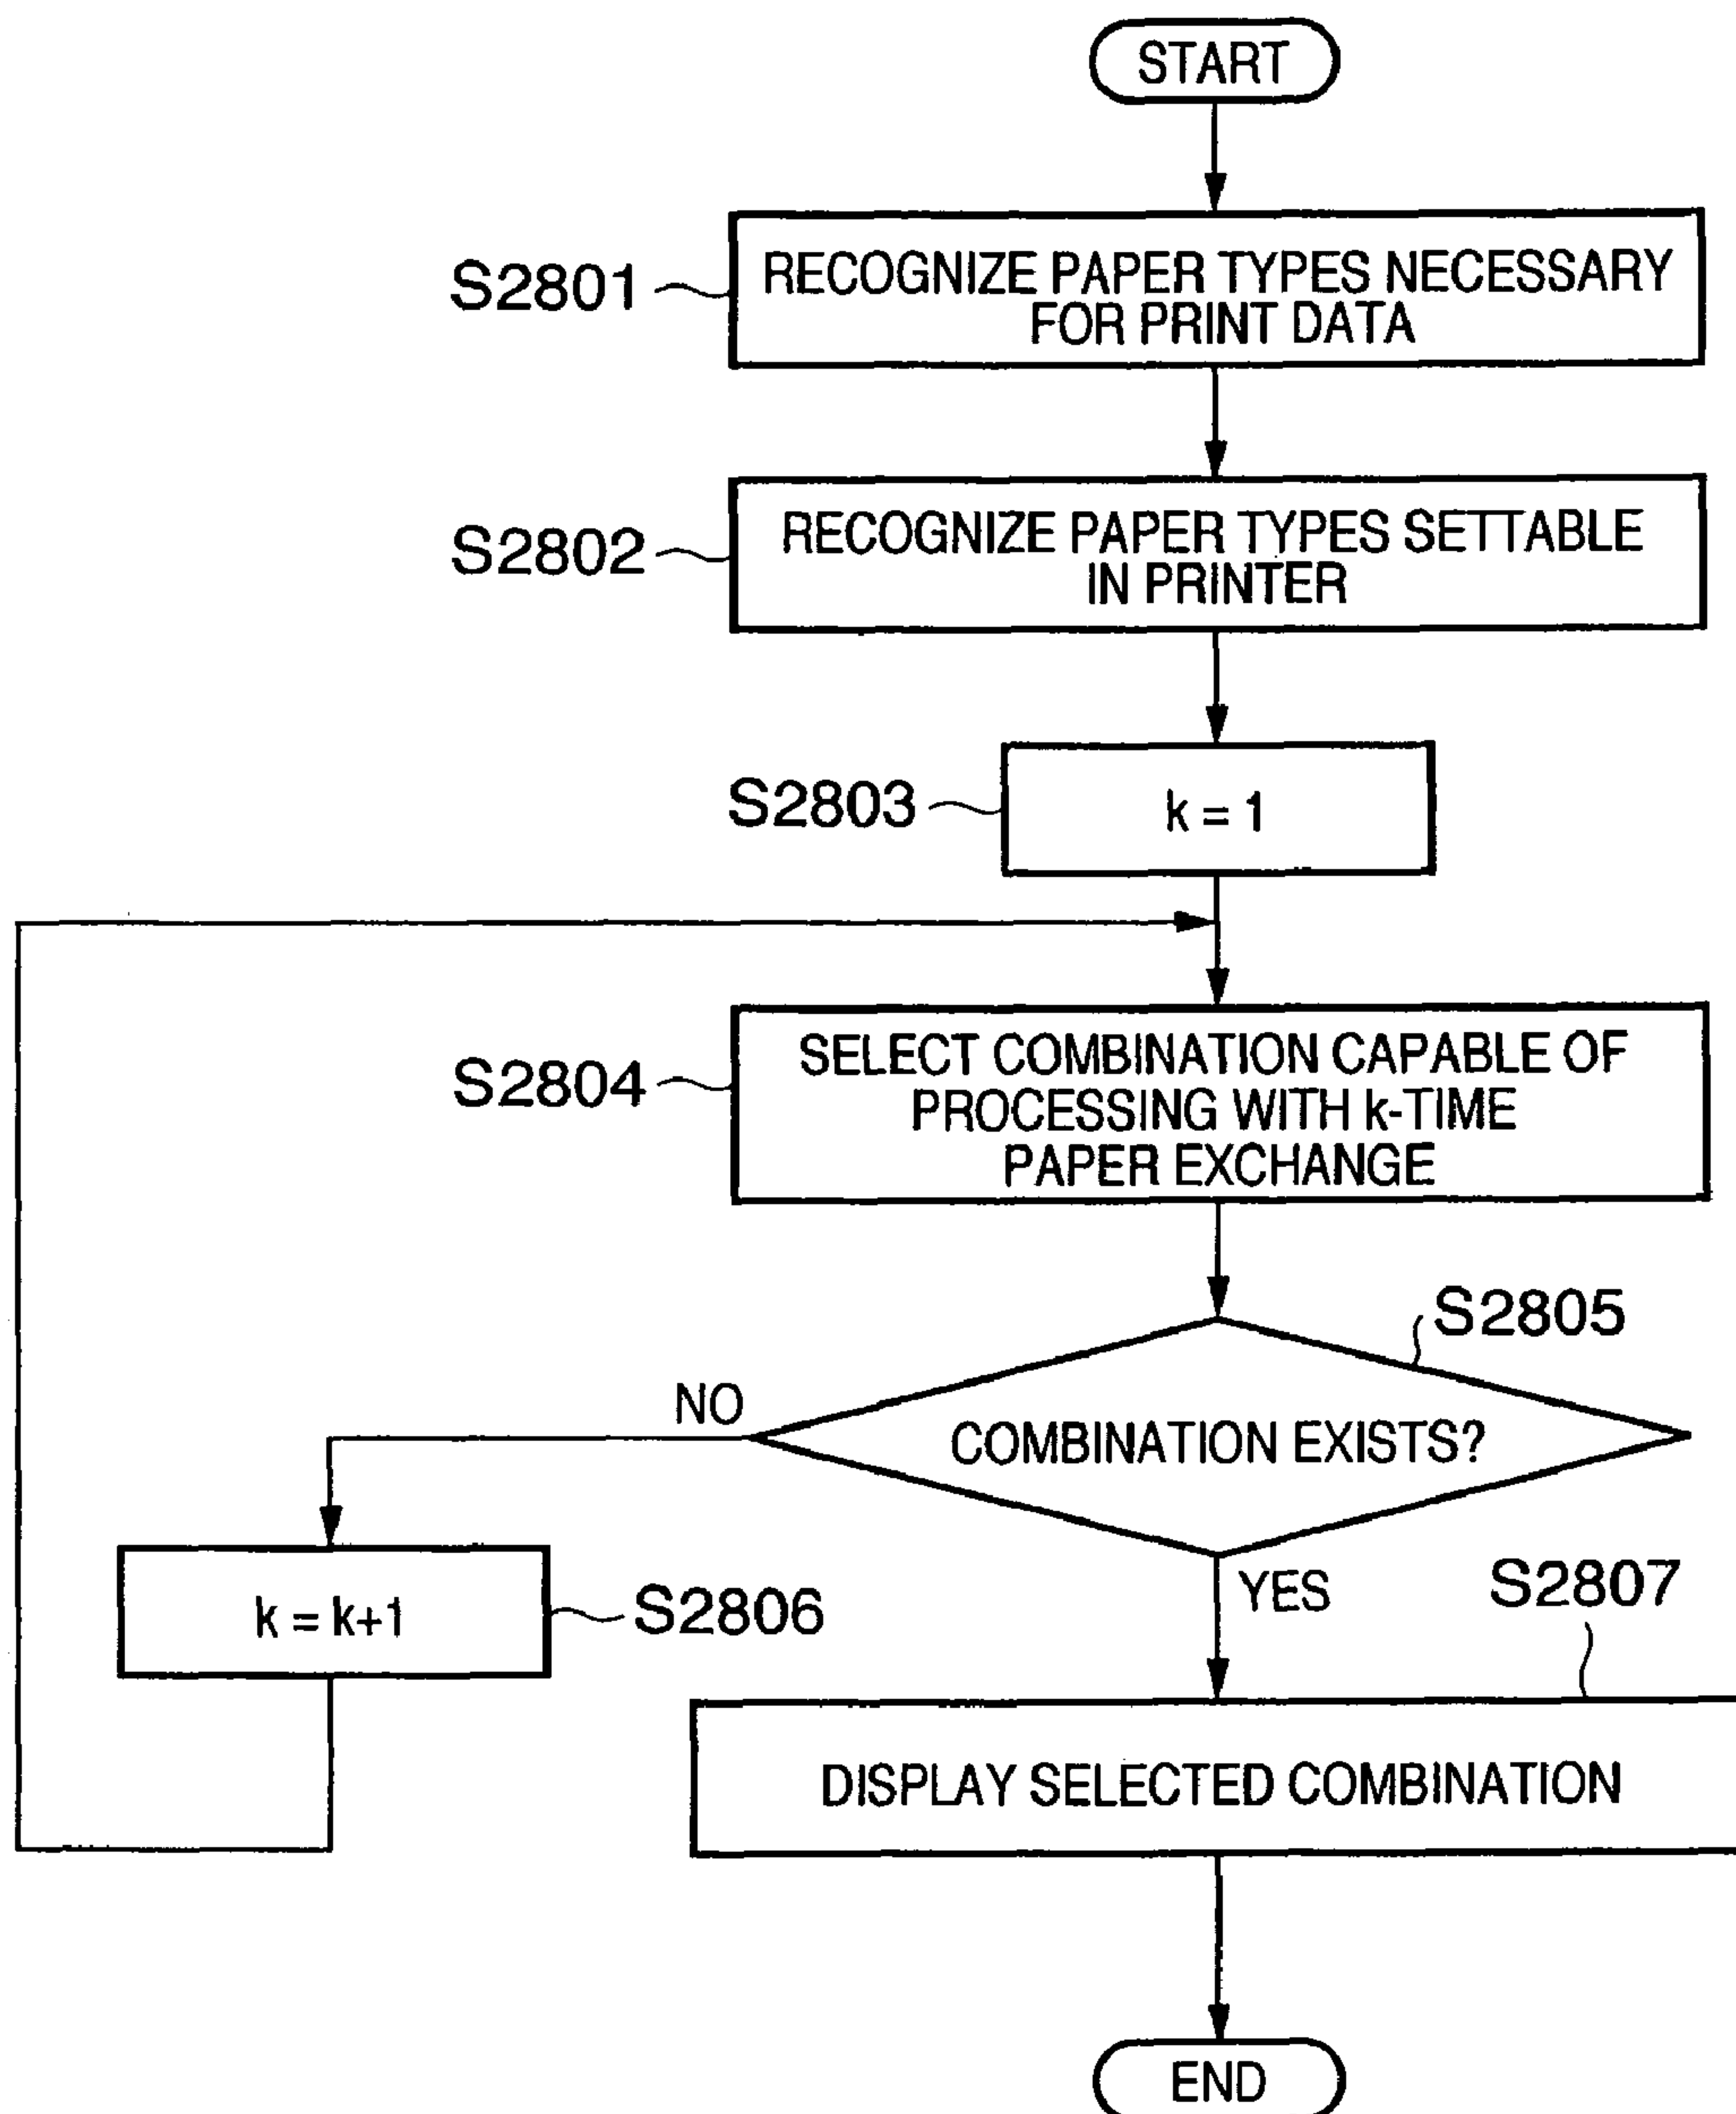 START
S2801
RECOGNIZE PAPER TYPES NECESSARY
FOR PRINT DATA
S2802
RECOGNIZE PAPER TYPES SETTABLE
IN PRINTER
S2803
k = 1
S2804
SELECT COMBINATION CAPABLE OF
PROCESSING WITH k-TIME
PAPER EXCHANGE
S2805
NO
COMBINATION EXISTS?
YES
S2807
k = k+1
S2806
DISPLAY SELECTED COMBINATION
END